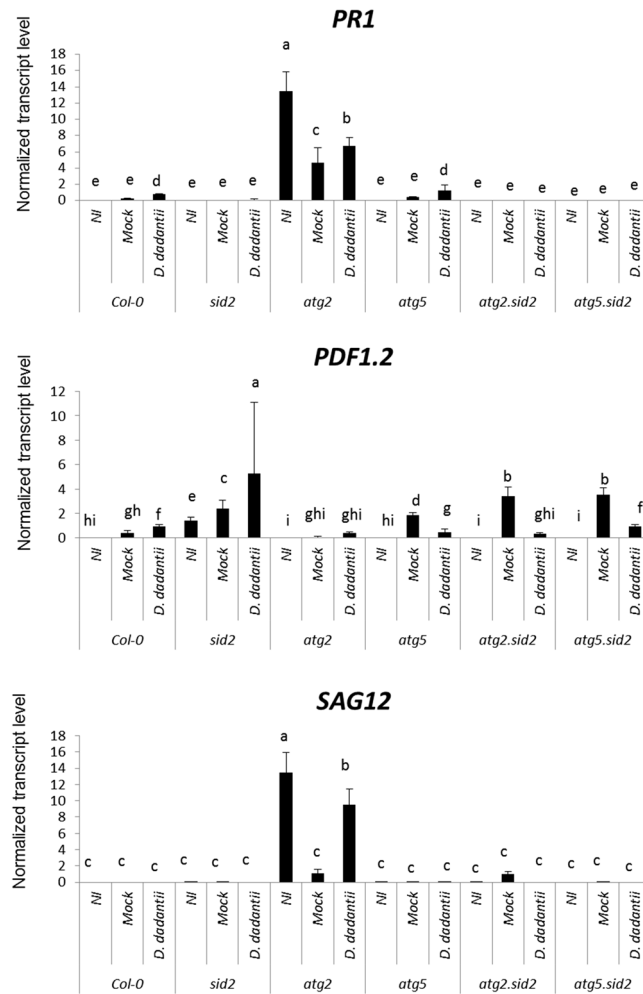 PR1
Normalized transcript level
18
16
14
12
10
8
6
4
2
0
e e d e e e a c b e e d e e e e e e
NI Mock D. dadantii NI Mock D. dadantii NI Mock D. dadantii NI Mock D. dadantii NI Mock D. dadantii NI Mock D. dadantii
Col-0 sid2 atg2 atg5 atg2.sid2 atg5.sid2
PDF1.2
Normalized transcript level
12
10
8
6
4
2
0
hi gh f e c a i ghi ghi hi d g i b ghi i b f
NI Mock D. dadantii NI Mock D. dadantii NI Mock D. dadantii NI Mock D. dadantii NI Mock D. dadantii NI Mock D. dadantii
Col-0 sid2 atg2 atg5 atg2.sid2 atg5.sid2
SAG12
Normalized transcript level
18
16
14
12
10
8
6
4
2
0
c c c c c c a c b c c c c c c c c c
NI Mock D. dadantii NI Mock D. dadantii NI Mock D. dadantii NI Mock D. dadantii NI Mock D. dadantii NI Mock D. dadantii
Col-0 sid2 atg2 atg5 atg2.sid2 atg5.sid2